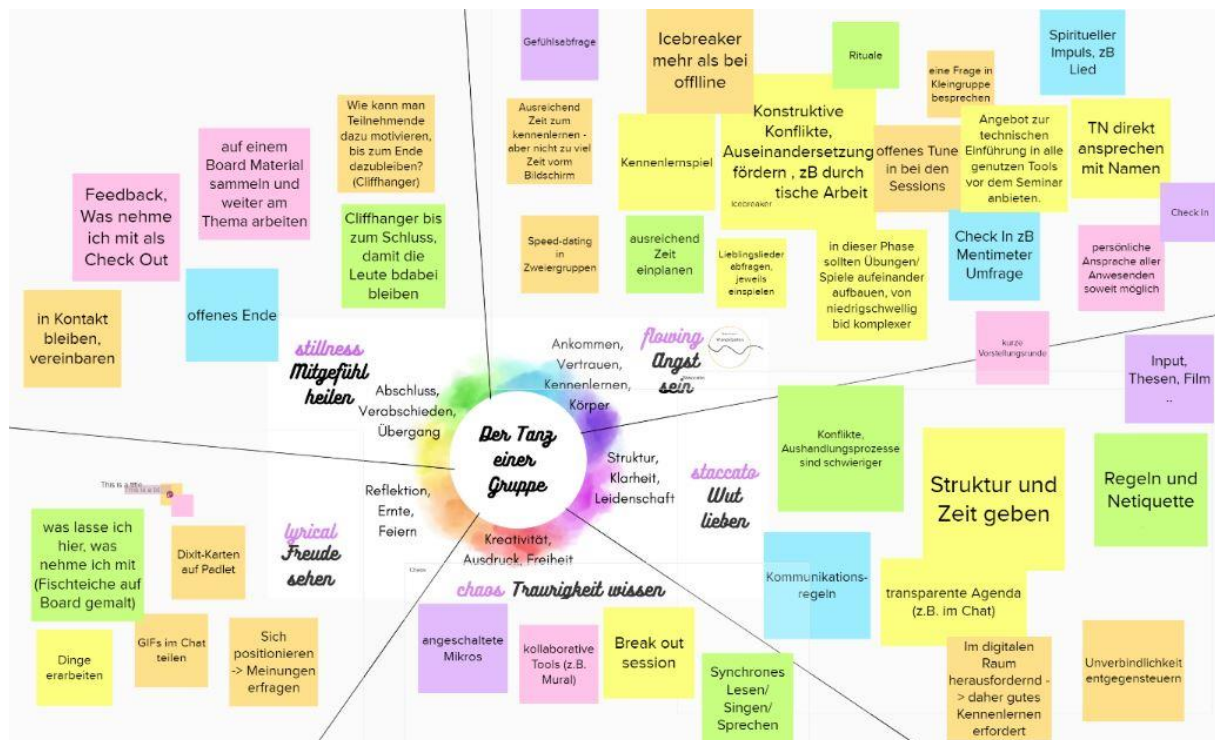 Gefühlsabfrage
Icebreaker
mehr als bei
offlline
Rituale
eine Frage in
Kleingruppe
besprechen
Spiritueller
Impuls, zB
Lied
Ausreichend
Zeit zum
kennenlernen -
aber nicht zu viel
Zeit vorm
Bildschirm
Kennenlernspiel
Konstruktive
Konflikte,
Auseinandersetzung
fördern , zB durch
tische Arbeit
Icebreaker
offenes Tune
in bei den
Sessions
Angebot zur
technischen
Einführung in alle
genutzen Tools
vor dem Seminar
anbieten.
TN direkt
ansprechen
mit Namen
Check In
Speed-dating
in
Zweiergruppen
ausreichend
Zeit
einplanen
Lieblingslieder
abfragen,
jeweils
einspielen
in dieser Phase
sollten Übungen/
Spiele aufeinander
aufbauen, von
niedrigschwellig
bid komplexer
Check In zB
Mentimeter
Umfrage
persönliche
Ansprache aller
Anwesenden
soweit möglich
kurze
Vorstellungsrunde
Wie kann man
Teilnehmende
dazu motivieren,
bis zum Ende
dazubleiben?
(Cliffhanger)
auf einem
Board Material
sammeln und
weiter am
Thema arbeiten
Feedback,
Was nehme
ich mit als
Check Out
Cliffhanger bis
zum Schluss,
damit die
Leute bdabei
bleiben
offenes Ende
in Kontakt
bleiben,
vereinbaren
stillness
Mitgefühl
heilen
Abschluss,
Verabschieden,
Übergang
Ankommen,
Vertrauen,
Kennenlernen,
Körper
flowing
Angst
sein
Der Tanz
einer
Gruppe
Struktur,
Klarheit,
Leidenschaft
staccato
Wut
lieben
Reflektion,
Ernte,
Feiern
lyrical
Freude
sehen
Kreativität,
Ausdruck, Freiheit
Chaos
chaos Traurigkeit wissen
Input,
Thesen, Film
..
Konflikte,
Aushandlungsprozesse
sind schwieriger
Struktur und
Zeit geben
Regeln und
Netiquette
Kommunikations-
regeln
transparente Agenda
(z.B. im Chat)
Im digitalen
Raum
herausfordernd -
> daher gutes
Kennenlernen
erfordert
Unverbindlichkeit
entgegensteuern
This is a title
was lasse ich
hier, was
nehme ich mit
(Fischteiche auf
Board gemalt)
Dixit-Karten
auf Padlet
Dinge
erarbeiten
GIFs im Chat
teilen
Sich
positionieren
-> Meinungen
erfragen
angeschaltete
Mikros
kollaborative
Tools (z.B.
Mural)
Break out
session
Synchrones
Lesen/
Singen/
Sprechen